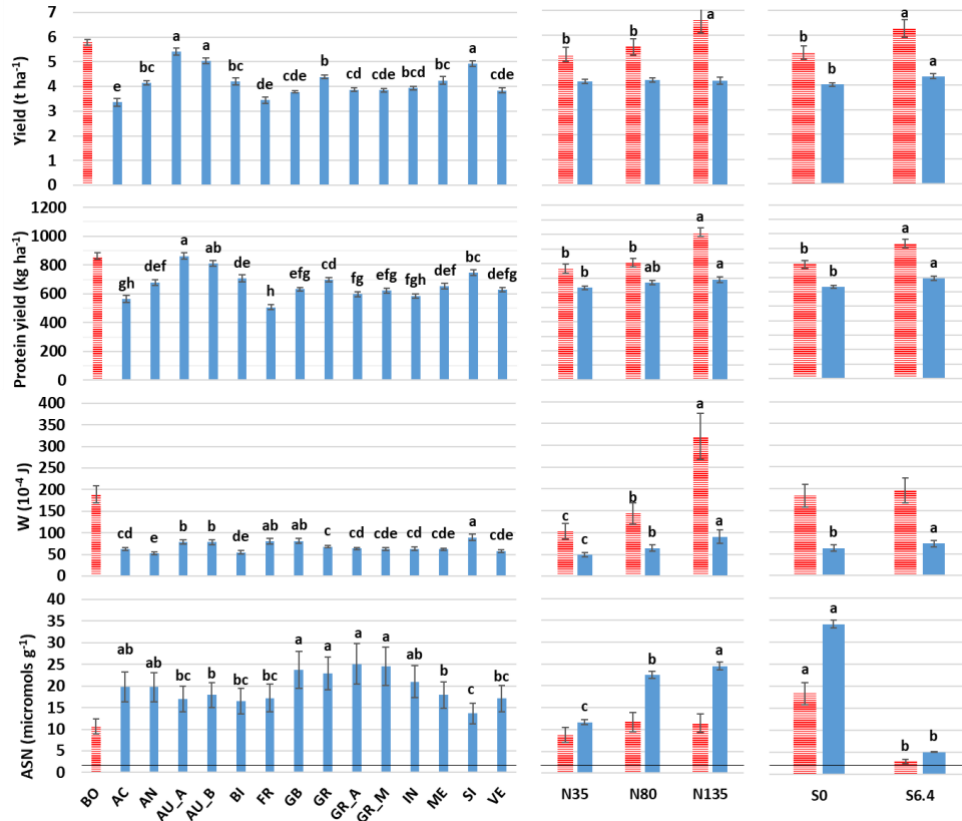 Yield (t ha⁻¹)
7
6
5
4
3
2
1
0
e
bc
a
a
bc
de
cde
b
cd
cde
bcd
bc
a
cde
b
b
b
b
a
b
b
a
a
Protein yield (kg ha⁻¹)
1200
1000
800
600
400
200
0
gh
def
a
ab
de
h
efg
cd
fg
efg
fgh
def
bc
defg
b
b
b
ab
a
a
b
b
a
a
W (10⁻⁴ J)
400
350
300
250
200
150
100
50
0
cd
e
b
b
de
ab
ab
b
cde
cde
cd
cde
a
cde
c
c
b
b
a
a
b
a
ASN (micromols g⁻¹)
40
35
30
25
20
15
10
5
0
ab
ab
bc
b
bc
bc
a
a
a
a
ab
b
c
bc
c
b
a
a
a
b
b
BO
AC
AN
AU_A
AU_B
BI
FR
GB
GR
GR_A
GR_M
IN
ME
SI
VE
N35
N80
N135
S0
S6.4